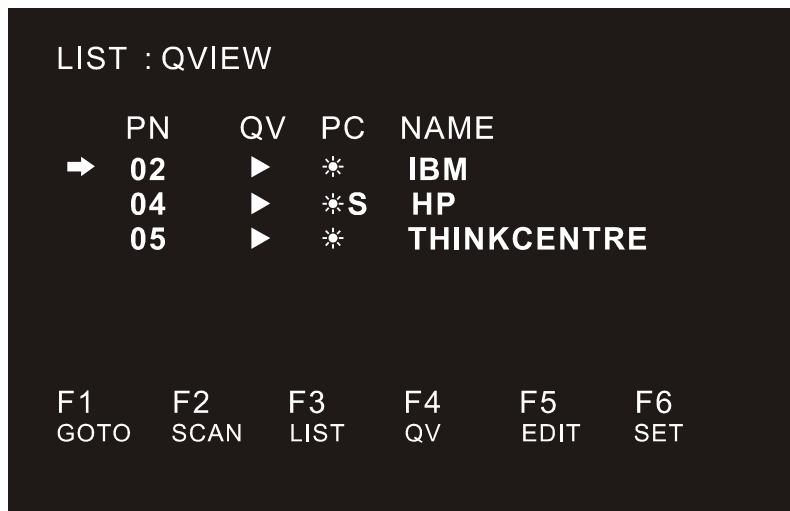 LIST : QVIEW
PN QV PC NAME
02 IBM
04 S HP
05 THINKCENTRE
F1 F2 F3 F4 F5 F6
GOTO SCAN LIST QV EDIT SET